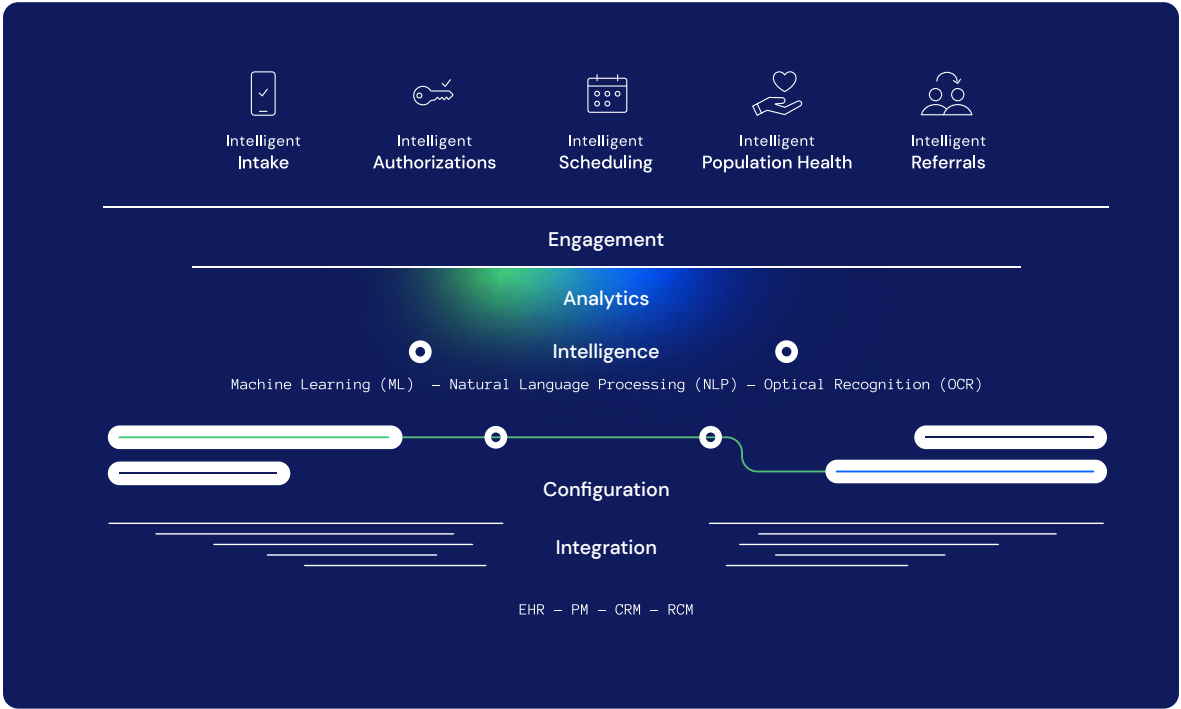 Intelligent
Intake
Intelligent
Authorizations
Intelligent
Scheduling
Intelligent
Population Health
Intelligent
Referrals
Engagement
Analytics
Intelligence
Machine Learning (ML) – Natural Language Processing (NLP) – Optical Recognition (OCR)
Configuration
Integration
EHR – PM – CRM – RCM